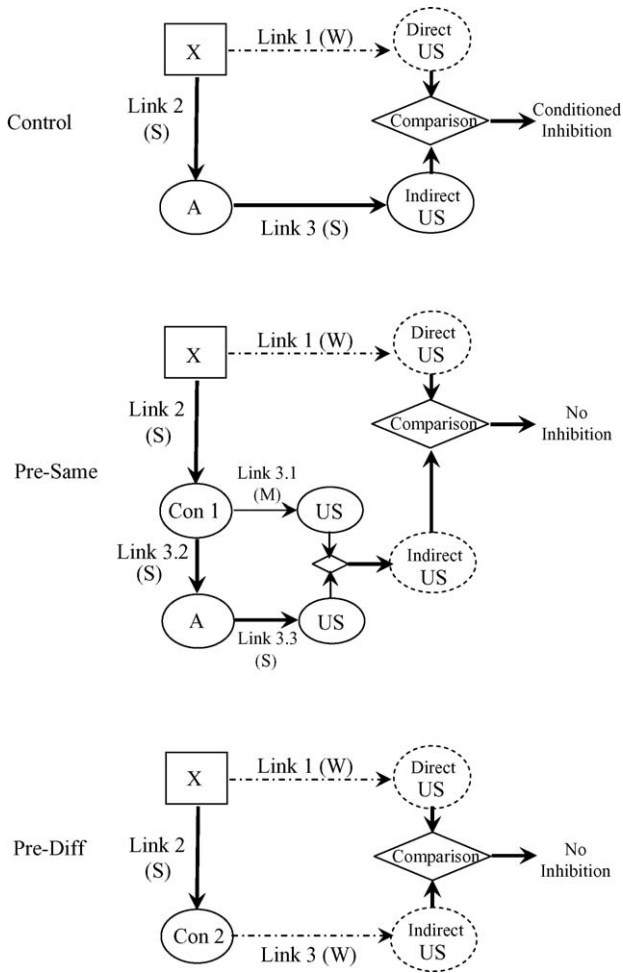 Control
X
Link 1 (W)
Direct
US
Link 2
(S)
Comparison
Conditioned
Inhibition
A
Link 3 (S)
Indirect
US
Pre-Same
X
Link 1 (W)
Direct
US
Link 2
(S)
Comparison
No
Inhibition
Con 1
Link 3.1
(M)
US
Link 3.2
(S)
Indirect
US
A
Link 3.3
(S)
US
Pre-Diff
X
Link 1 (W)
Direct
US
Link 2
(S)
Comparison
No
Inhibition
Con 2
Link 3 (W)
Indirect
US